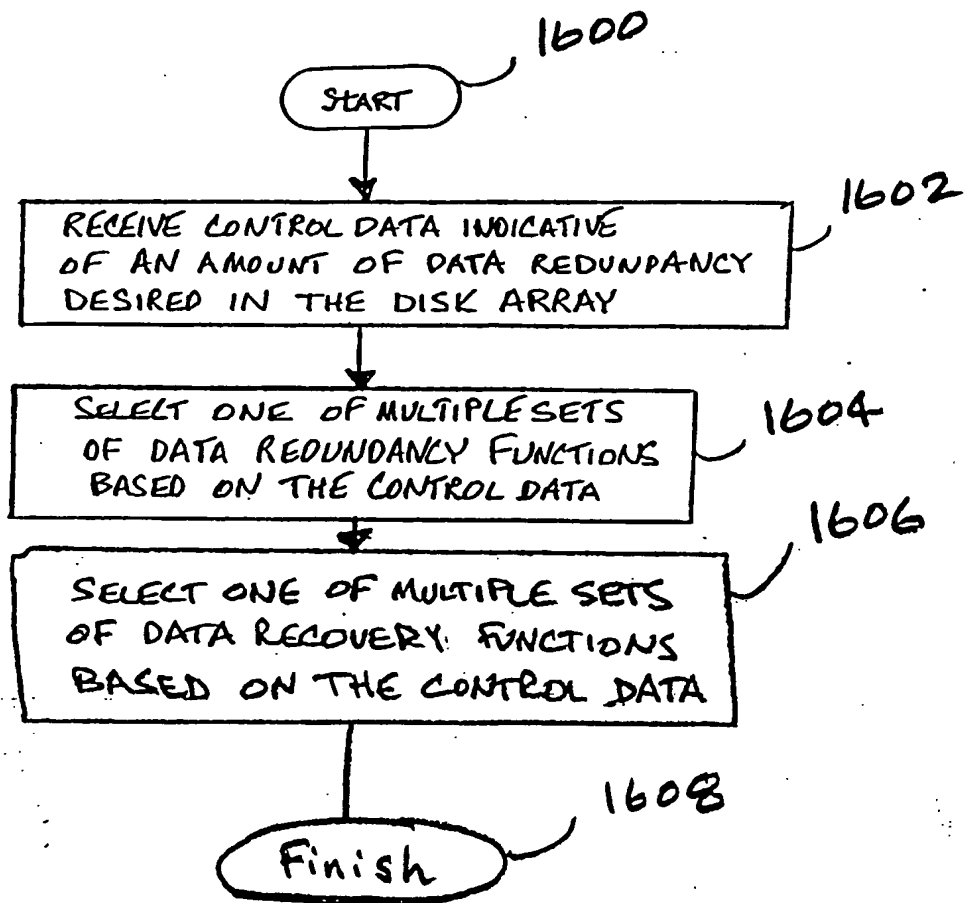 1600
START
1602
RECEIVE CONTROL DATA INDICATIVE
OF AN AMOUNT OF DATA REDUNDANCY
DESIRED IN THE DISK ARRAY
1604
SELECT ONE OF MULTIPLE SETS
OF DATA REDUNDANCY FUNCTIONS
BASED ON THE CONTROL DATA
1606
SELECT ONE OF MULTIPLE SETS
OF DATA RECOVERY FUNCTIONS
BASED ON THE CONTROL DATA
1608
Finish